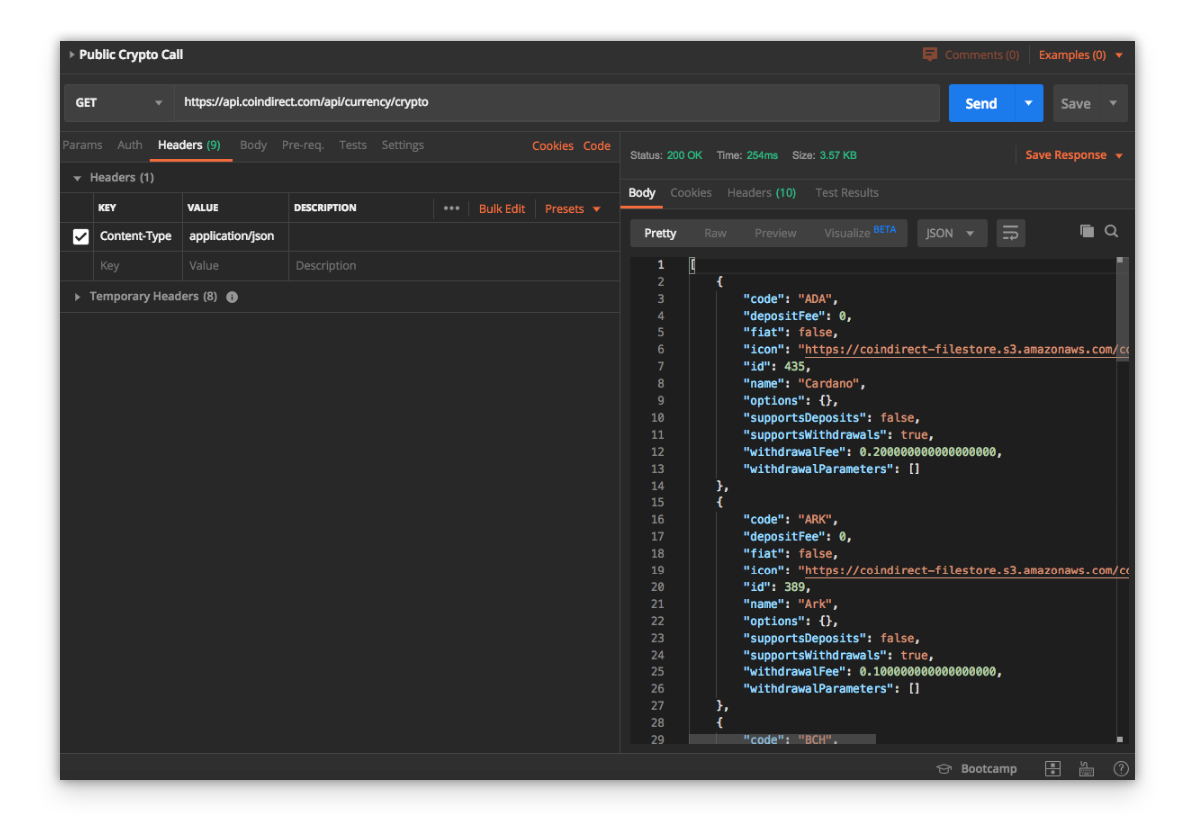 Public Crypto Call
Comments (0)
Examples (0)
GET
https://api.coindirect.com/api/currency/crypto
Send
Save
Params Auth Headers (9) Body Pre-req. Tests Settings
Cookies Code
Headers (1)
KEY VALUE DESCRIPTION ••• Bulk Edit Presets
Content-Type application/json
Key Value Description
Temporary Headers (8)
Status: 200 OK Time: 254ms Size: 3.57 KB
Save Response
Body Cookies Headers (10) Test Results
Pretty Raw Preview Visualize BETA JSON
1 [
2 {
3 "code": "ADA",
4 "depositFee": 0,
5 "fiat": false,
6 "icon": "https://coindirect-filestore.s3.amazonaws.com/co
7 "id": 435,
8 "name": "Cardano",
9 "options": {},
10 "supportsDeposits": false,
11 "supportsWithdrawals": true,
12 "withdrawalFee": 0.200000000000000000,
13 "withdrawalParameters": []
14 },
15 {
16 "code": "ARK",
17 "depositFee": 0,
18 "fiat": false,
19 "icon": "https://coindirect-filestore.s3.amazonaws.com/co
20 "id": 389,
21 "name": "Ark",
22 "options": {},
23 "supportsDeposits": false,
24 "supportsWithdrawals": true,
25 "withdrawalFee": 0.100000000000000000,
26 "withdrawalParameters": []
27 },
28 {
29 "code": "BCH",
Bootcamp